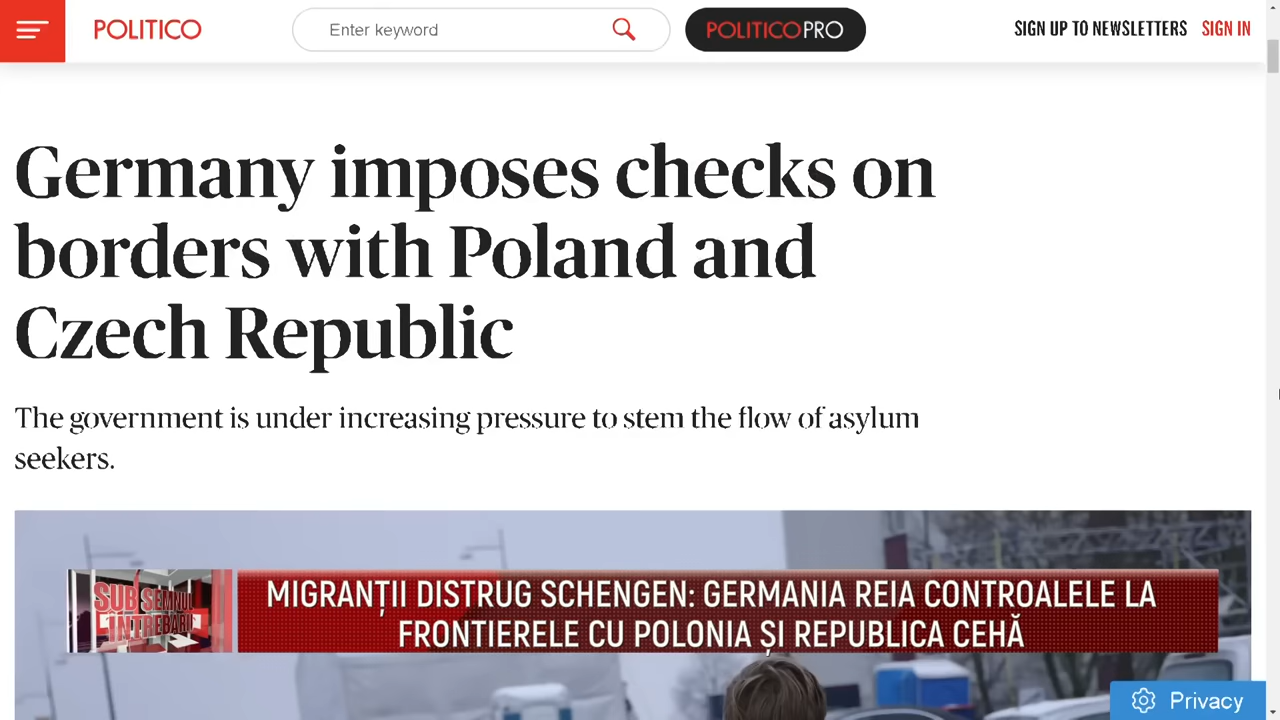 POLITICO
Enter keyword
POLITICOPRO
SIGN UP TO NEWSLETTERS
SIGN IN
Germany imposes checks on
borders with Poland and
Czech Republic
The government is under increasing pressure to stem the flow of asylum
seekers.
SUB SEMNUL
ÎNTREBĂRII
MIGRANȚII DISTRUG SCHENGEN: GERMANIA REIA CONTROALELE LA
FRONTIERELE CU POLONIA ȘI REPUBLICA CEHĂ
Privacy